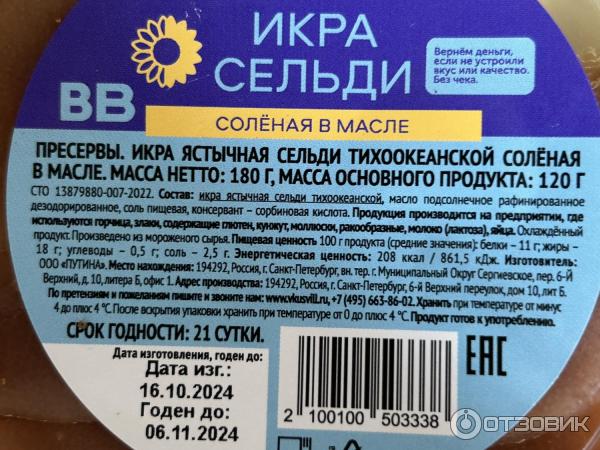 ИКРА
СЕЛЬДИ
ВВ
Вернём деньги,
если не устроили
вкус или качество.
Без чека.
СОЛЁНАЯ В МАСЛЕ
ПРЕСЕРВЫ. ИКРА ЯСТЫЧНАЯ СЕЛЬДИ ТИХООКЕАНСКОЙ СОЛЁНАЯ
В МАСЛЕ. МАССА НЕТТО: 180 Г, МАССА ОСНОВНОГО ПРОДУКТА: 120 Г
СТО 13879880-007-2022. Состав: икра ястычная сельди тихоокеанской, масло подсолнечное рафинированное
дезодорированное, соль пищевая, консервант – сорбиновая кислота. Продукция производится на предприятии, где
используются горчица, злаки, содержащие глютен, кунжут, моллюски, ракообразные, молоко (лактоза), яйца. Охлаждённый
продукт. Произведено из мороженого сырья. Пищевая ценность 100 г продукта (средние значения): белки – 11 г; жиры –
18 г; углеводы – 0,5 г; соль – 2,5 г. Энергетическая ценность: 208 ккал / 861,5 кДж. Изготовитель:
ООО «ПУТИНА». Место нахождения: 194292, Россия, г. Санкт-Петербург, вн. тер. г. Муниципальный Округ Сергиевское, пер. 6-й
Верхний, д. 10, литера Б, офис 1. Адрес производства: 194292, Россия, г. Санкт-Петербург, 6-й Верхний переулок, дом 10, лит Б.
По претензиям и пожеланиям пишите и звоните нам: www.vkusvill.ru, +7 (495) 663-86-02. Хранить при температуре от минус
4 до плюс 4 °С. После вскрытия упаковки хранить при температуре от 0 до плюс 4 °С. Продукт готов к употреблению.
СРОК ГОДНОСТИ: 21 СУТКИ.
Дата изготовления, годен до:
Дата изг.:
16.10.2024
Годен до:
06.11.2024
2 100100 503338
ЕАС
ОТЗОВИК